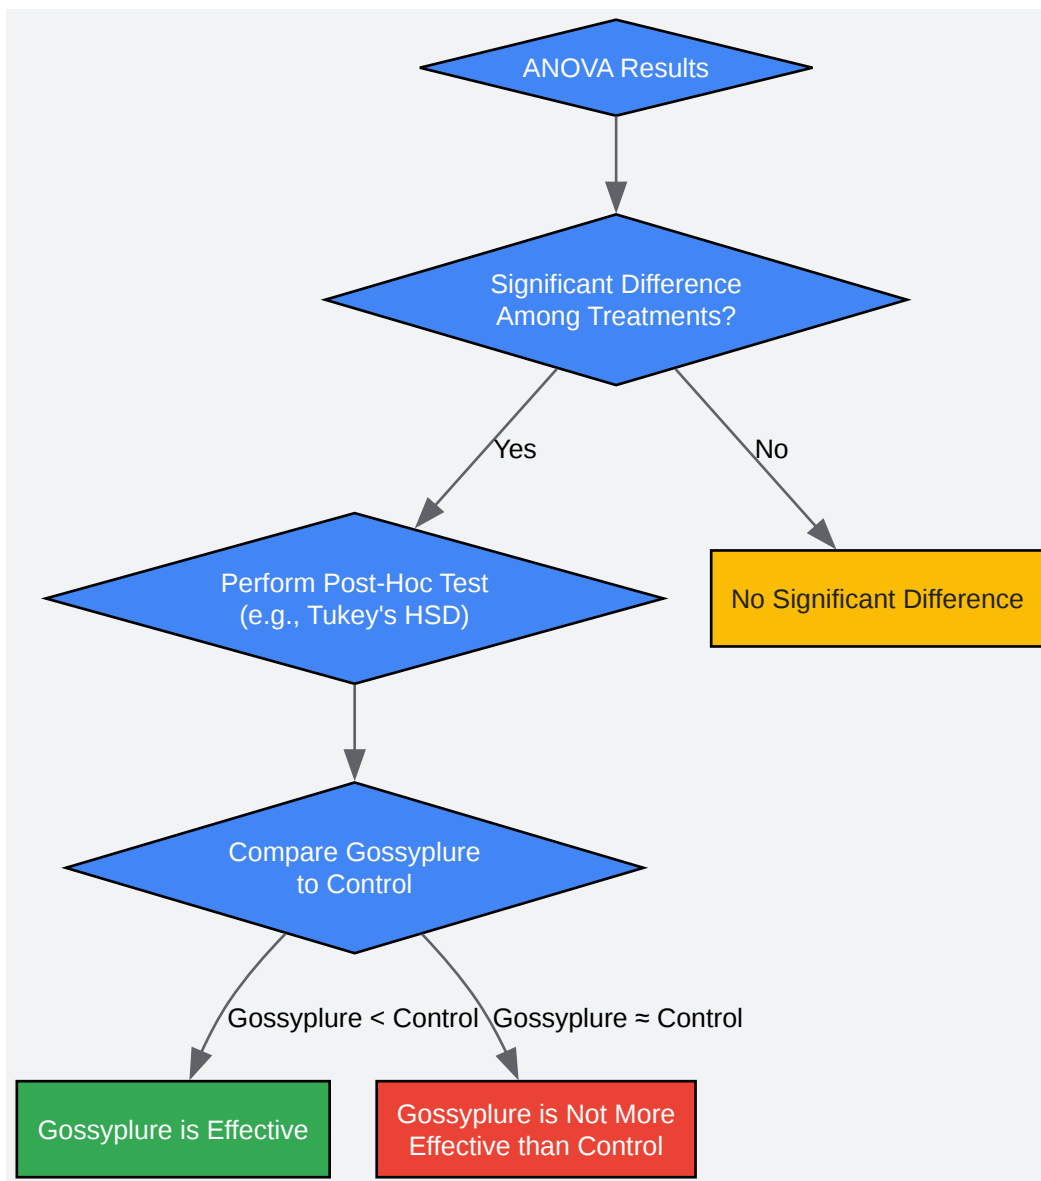 ANOVA Results
Significant Difference
Among Treatments?
Yes
No
Perform Post-Hoc Test
(e.g., Tukey's HSD)
No Significant Difference
Compare Gossyplure
to Control
Gossyplure < Control
Gossyplure ≈ Control
Gossyplure is Effective
Gossyplure is Not More
Effective than Control